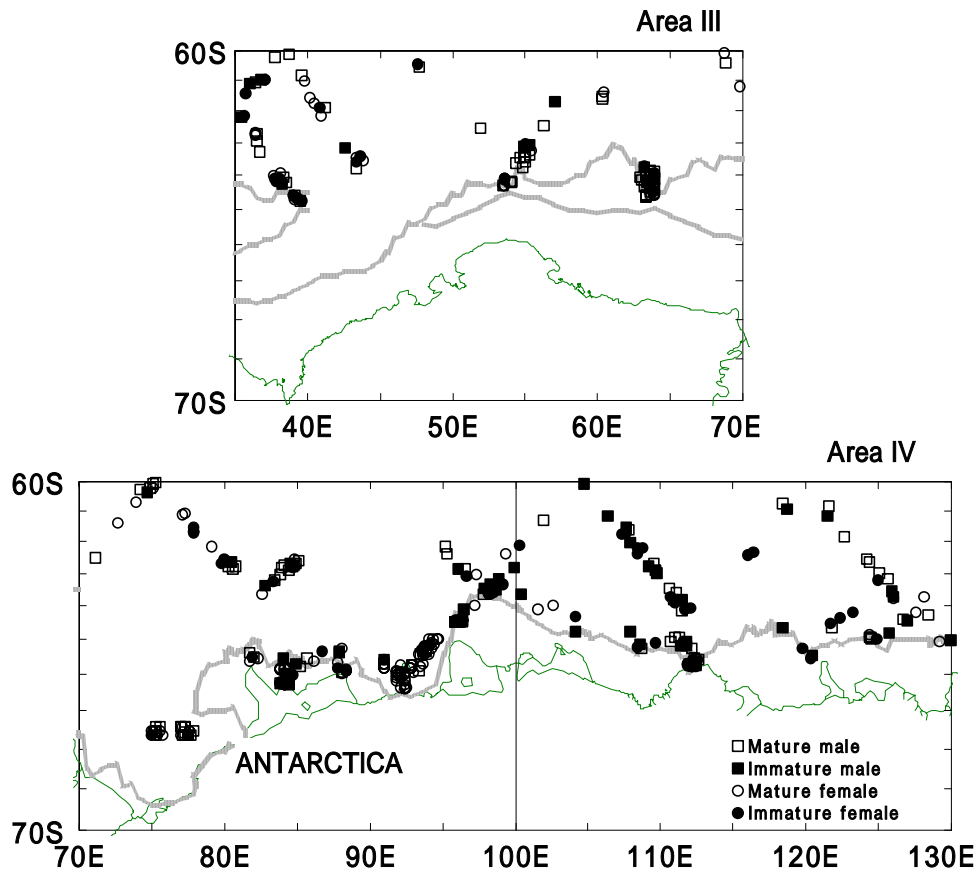 Area III
60S
70S
40E 50E 60E 70E
Area IV
60S
ANTARCTICA
Mature male
Immature male
Mature female
Immature female
70S
70E 80E 90E 100E 110E 120E 130E